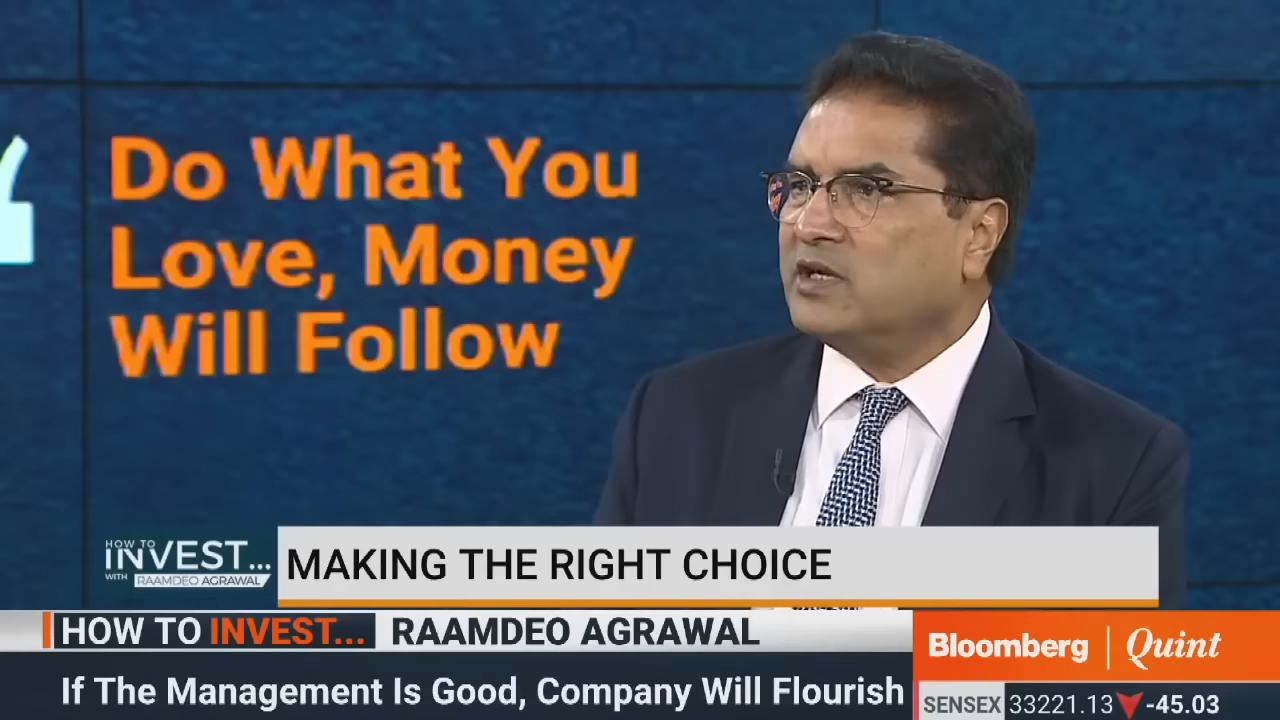 Do What You
Love, Money
Will Follow
HOW TO
INVEST...
WITH RAAMDEO AGRAWAL
MAKING THE RIGHT CHOICE
HOW TO INVEST... RAAMDEO AGRAWAL
Bloomberg | Quint
If The Management Is Good, Company Will Flourish
SENSEX 33221.13 -45.03